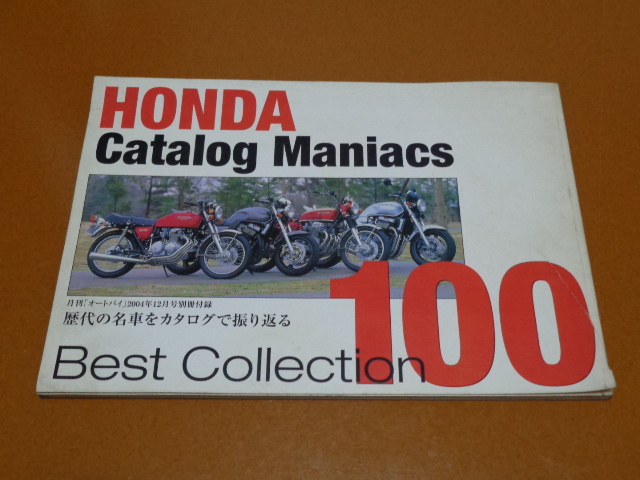 HONDA
Catalog Maniacs
月刊「オートバイ」2004年12月号別冊付録
歴代の名車をカタログで振り返る
Best Collection 100